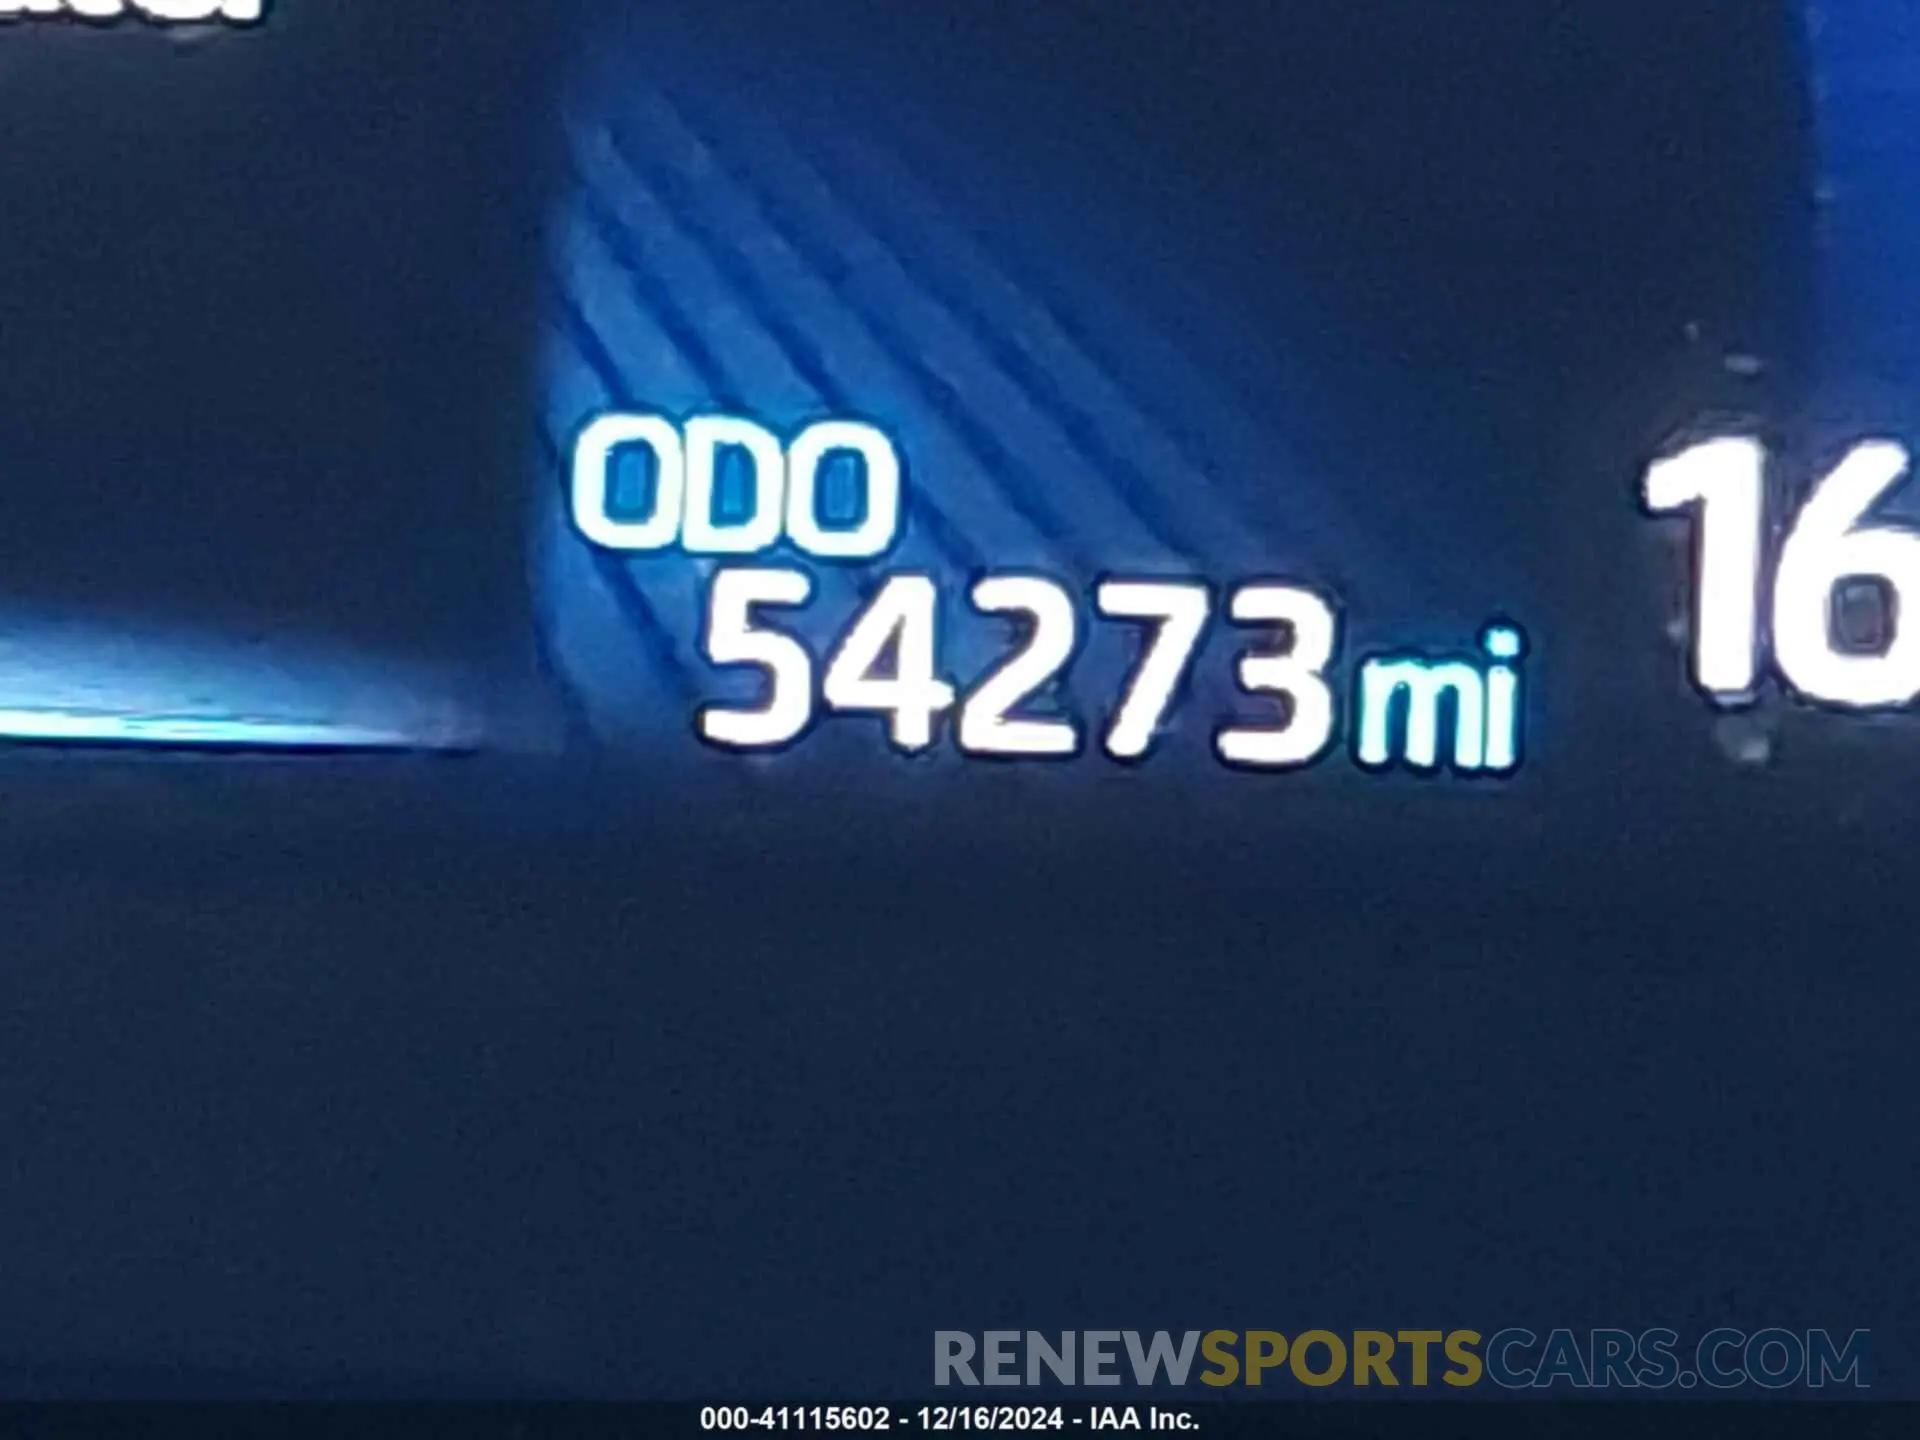 ODO
54273mi
16
RENEWSPORTSCARS.COM
000-41115602 - 12/16/2024 - IAA Inc.